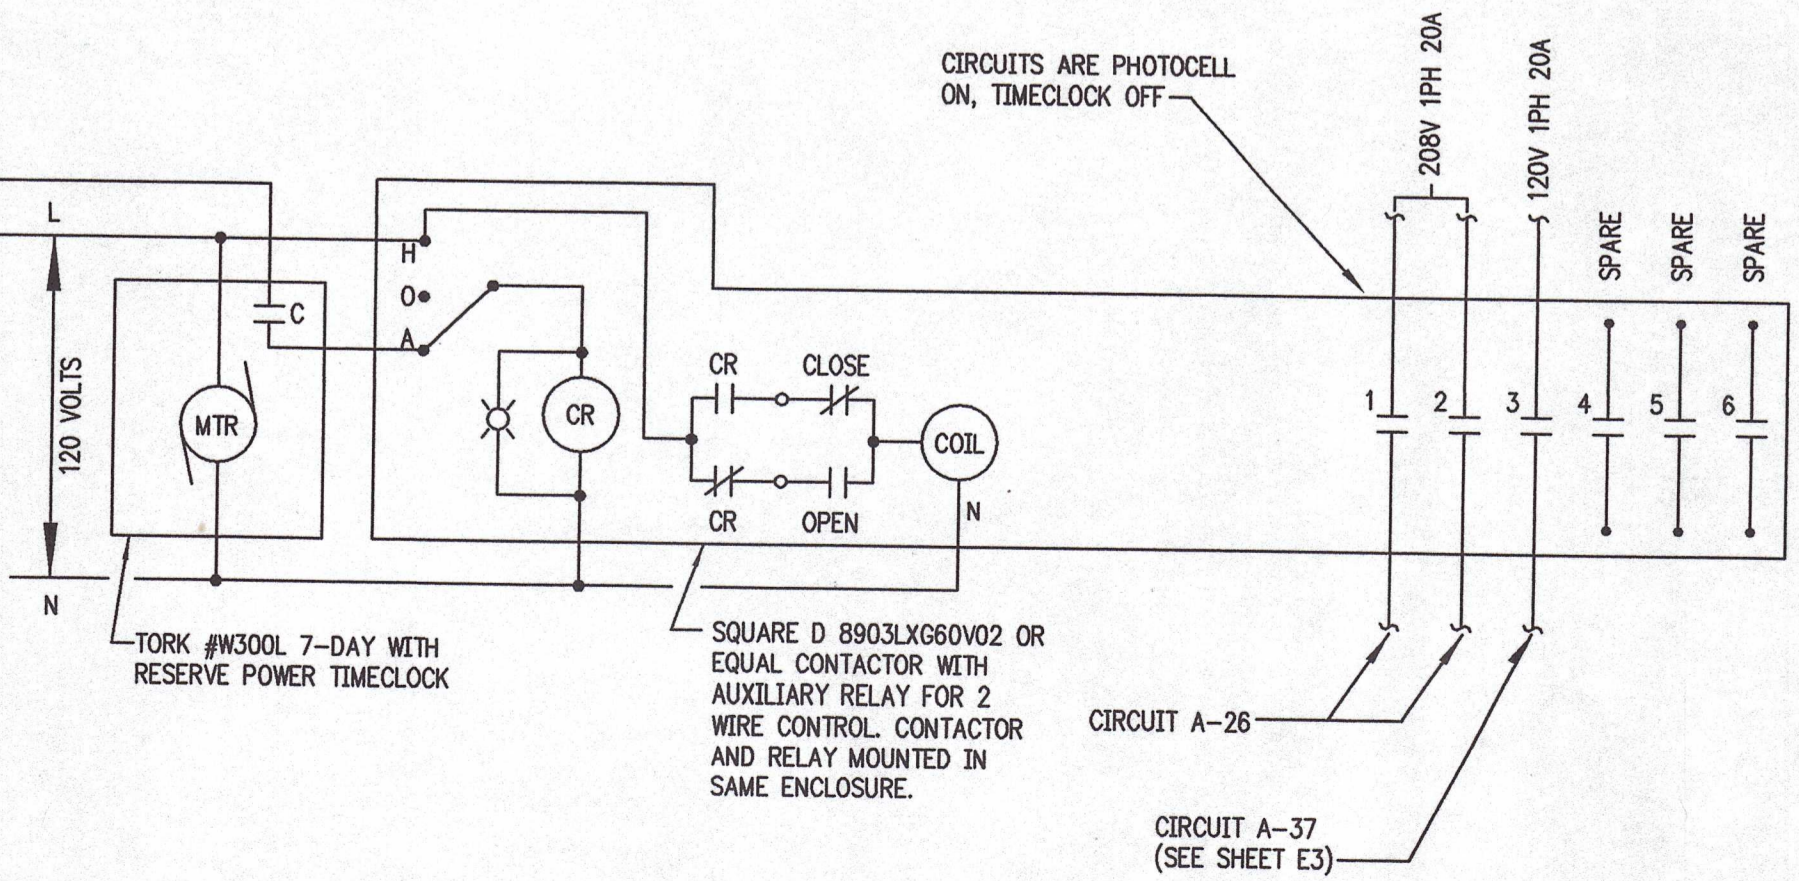 CIRCUITS ARE PHOTOCELL
ON, TIMECLOCK OFF
208V 1PH 20A
120V 1PH 20A
SPARE
SPARE
SPARE
L
H
O
A
C
120 VOLTS
MTR
CR
CR
CLOSE
COIL
CR
OPEN
N
1
2
3
4
5
6
N
TORK #W300L 7-DAY WITH
RESERVE POWER TIMECLOCK
SQUARE D 8903LXG60V02 OR
EQUAL CONTACTOR WITH
AUXILIARY RELAY FOR 2
WIRE CONTROL. CONTACTOR
AND RELAY MOUNTED IN
SAME ENCLOSURE.
CIRCUIT A-26
CIRCUIT A-37
(SEE SHEET E3)